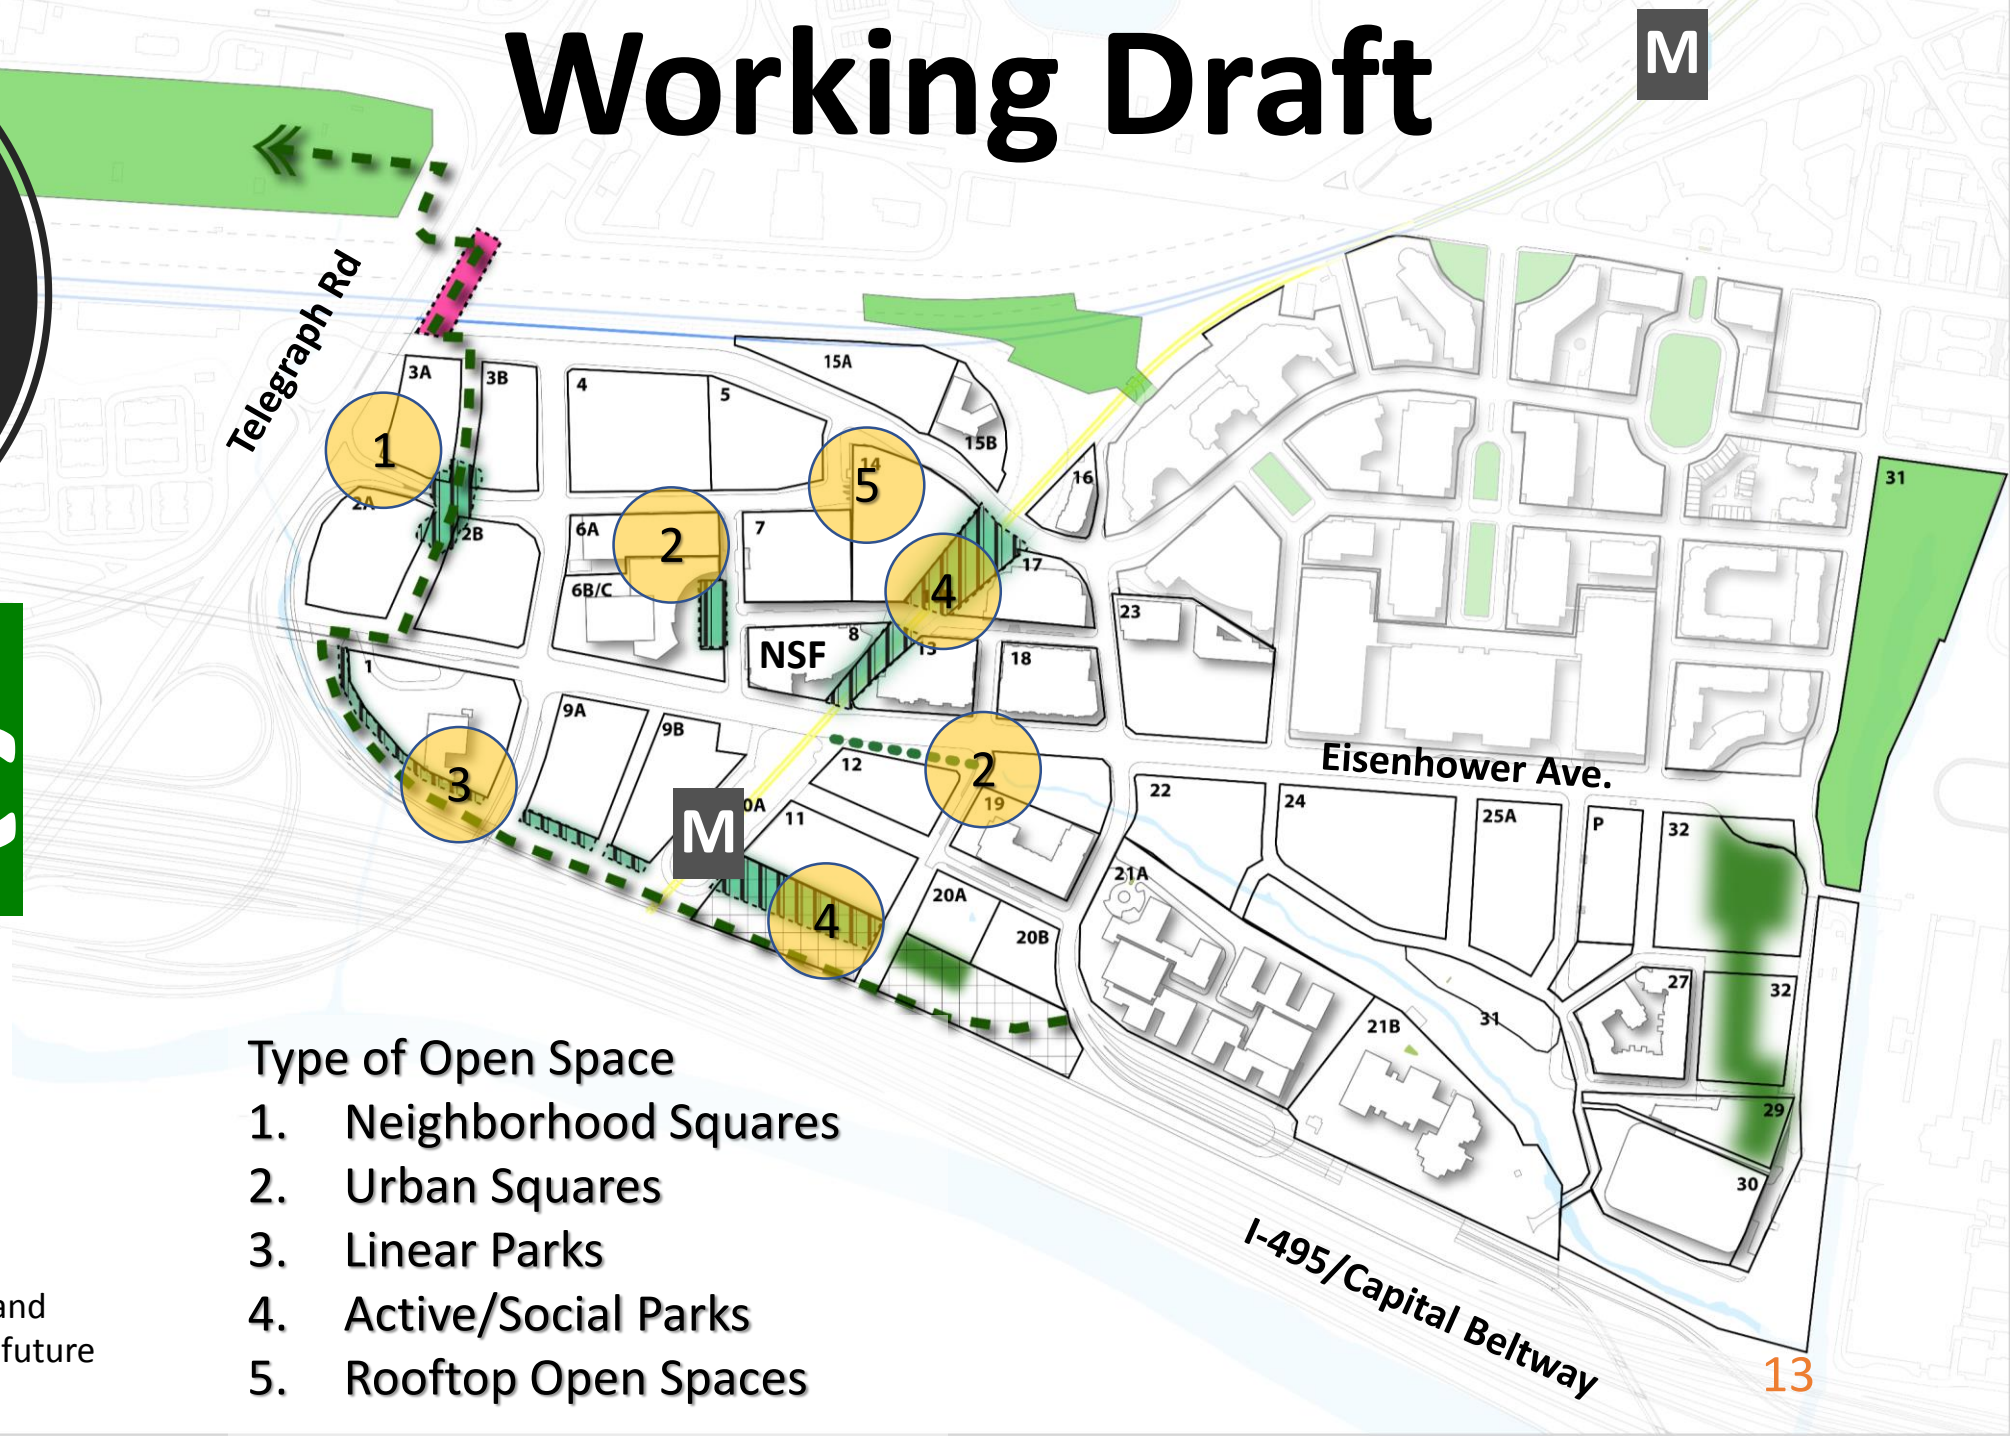 Working Draft
M
Telegraph Rd
3A
3B
4
5
15A
15B
14
16
31
1
5
2A
2B
6A
2
7
17
6B/C
4
23
8
NSF
13
18
1
9A
9B
12
2
19
Eisenhower Ave.
22
24
25A
P
32
3
M
0A
11
21A
4
20A
20B
27
32
21B
31
29
30
Type of Open Space
1. Neighborhood Squares
2. Urban Squares
3. Linear Parks
4. Active/Social Parks
5. Rooftop Open Spaces
and
future
I-495/Capital Beltway
13